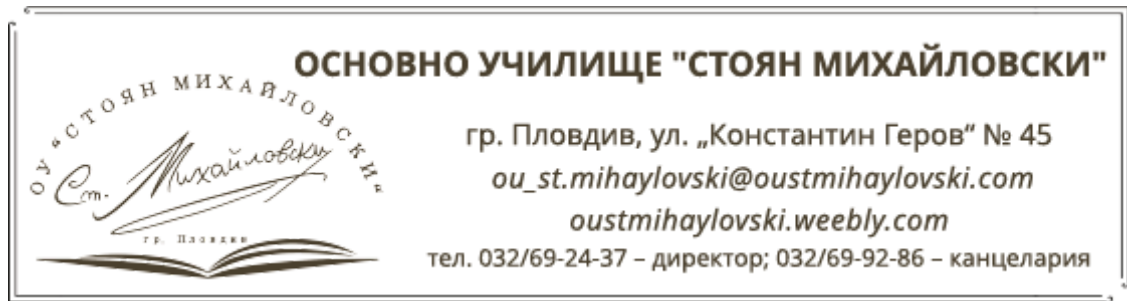 ОСНОВНО УЧИЛИЩЕ "СТОЯН МИХАЙЛОВСКИ"
гр. Пловдив, ул. „Константин Геров“ № 45
ou_st.mihaylovski@oustmihaylovski.com
oustmihaylovski.weebly.com
тел. 032/69-24-37 – директор; 032/69-92-86 – канцелария
ОУ “СТОЯН МИХАЙЛОВСКИ“
Ст. Михайловски
гр. Пловдив